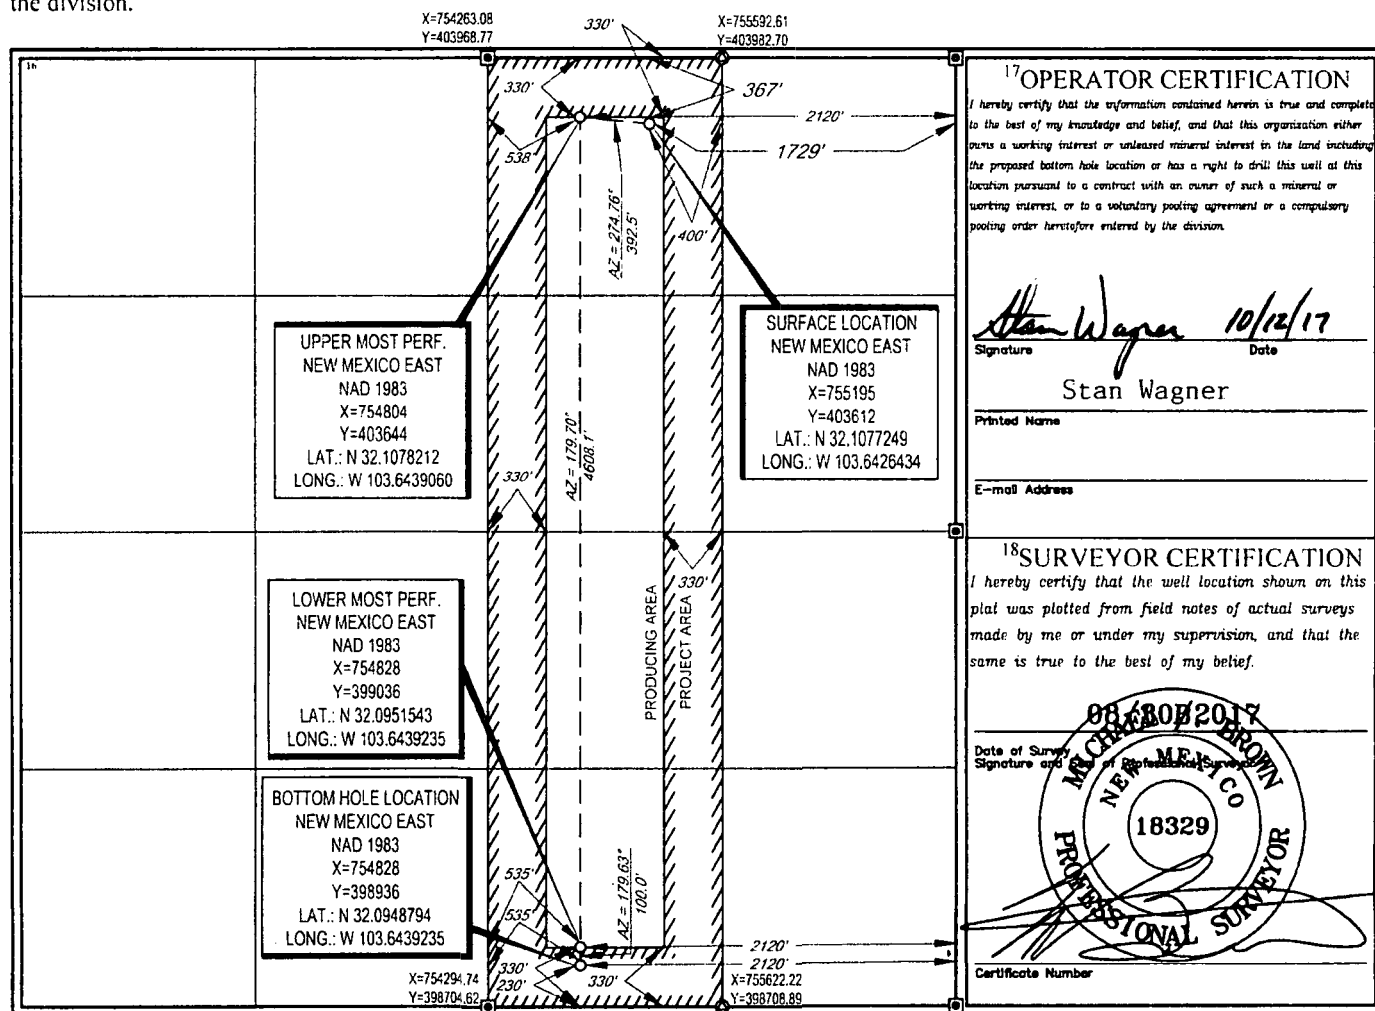 the division.
X=754263.08
Y=403968.77
330'
X=755592.61
Y=403982.70
16
330'
367'
2120'
538'
1729'
AZ = 274.76°
392.5'
400'
UPPER MOST PERF.
NEW MEXICO EAST
NAD 1983
X=754804
Y=403644
LAT.: N 32.1078212
LONG.: W 103.6439060
SURFACE LOCATION
NEW MEXICO EAST
NAD 1983
X=755195
Y=403612
LAT.: N 32.1077249
LONG.: W 103.6426434
AZ = 179.70°
4608.1'
330'
330'
PRODUCING AREA
PROJECT AREA
LOWER MOST PERF.
NEW MEXICO EAST
NAD 1983
X=754828
Y=399036
LAT.: N 32.0951543
LONG.: W 103.6439235
BOTTOM HOLE LOCATION
NEW MEXICO EAST
NAD 1983
X=754828
Y=398936
LAT.: N 32.0948794
LONG.: W 103.6439235
535'
535'
AZ = 179.63°
100.0'
2120'
2120'
330'
230'
330'
X=754294.74
Y=398704.62
X=755622.22
Y=398708.89
17OPERATOR CERTIFICATION
I hereby certify that the information contained herein is true and complete
to the best of my knowledge and belief, and that this organization either
owns a working interest or unleased mineral interest in the land including
the proposed bottom hole location or has a right to drill this well at this
location pursuant to a contract with an owner of such a mineral or
working interest, or to a voluntary pooling agreement or a compulsory
pooling order heretofore entered by the division.
Stan Wagner 10/12/17
Signature Date
Stan Wagner
Printed Name
E-mail Address
18SURVEYOR CERTIFICATION
I hereby certify that the well location shown on this
plat was plotted from field notes of actual surveys
made by me or under my supervision, and that the
same is true to the best of my belief.
Date of Survey
Signature and Seal of Professional Surveyor
MICHAEL BROWN
NEW MEXICO
18329
PROFESSIONAL SURVEYOR
Certificate Number